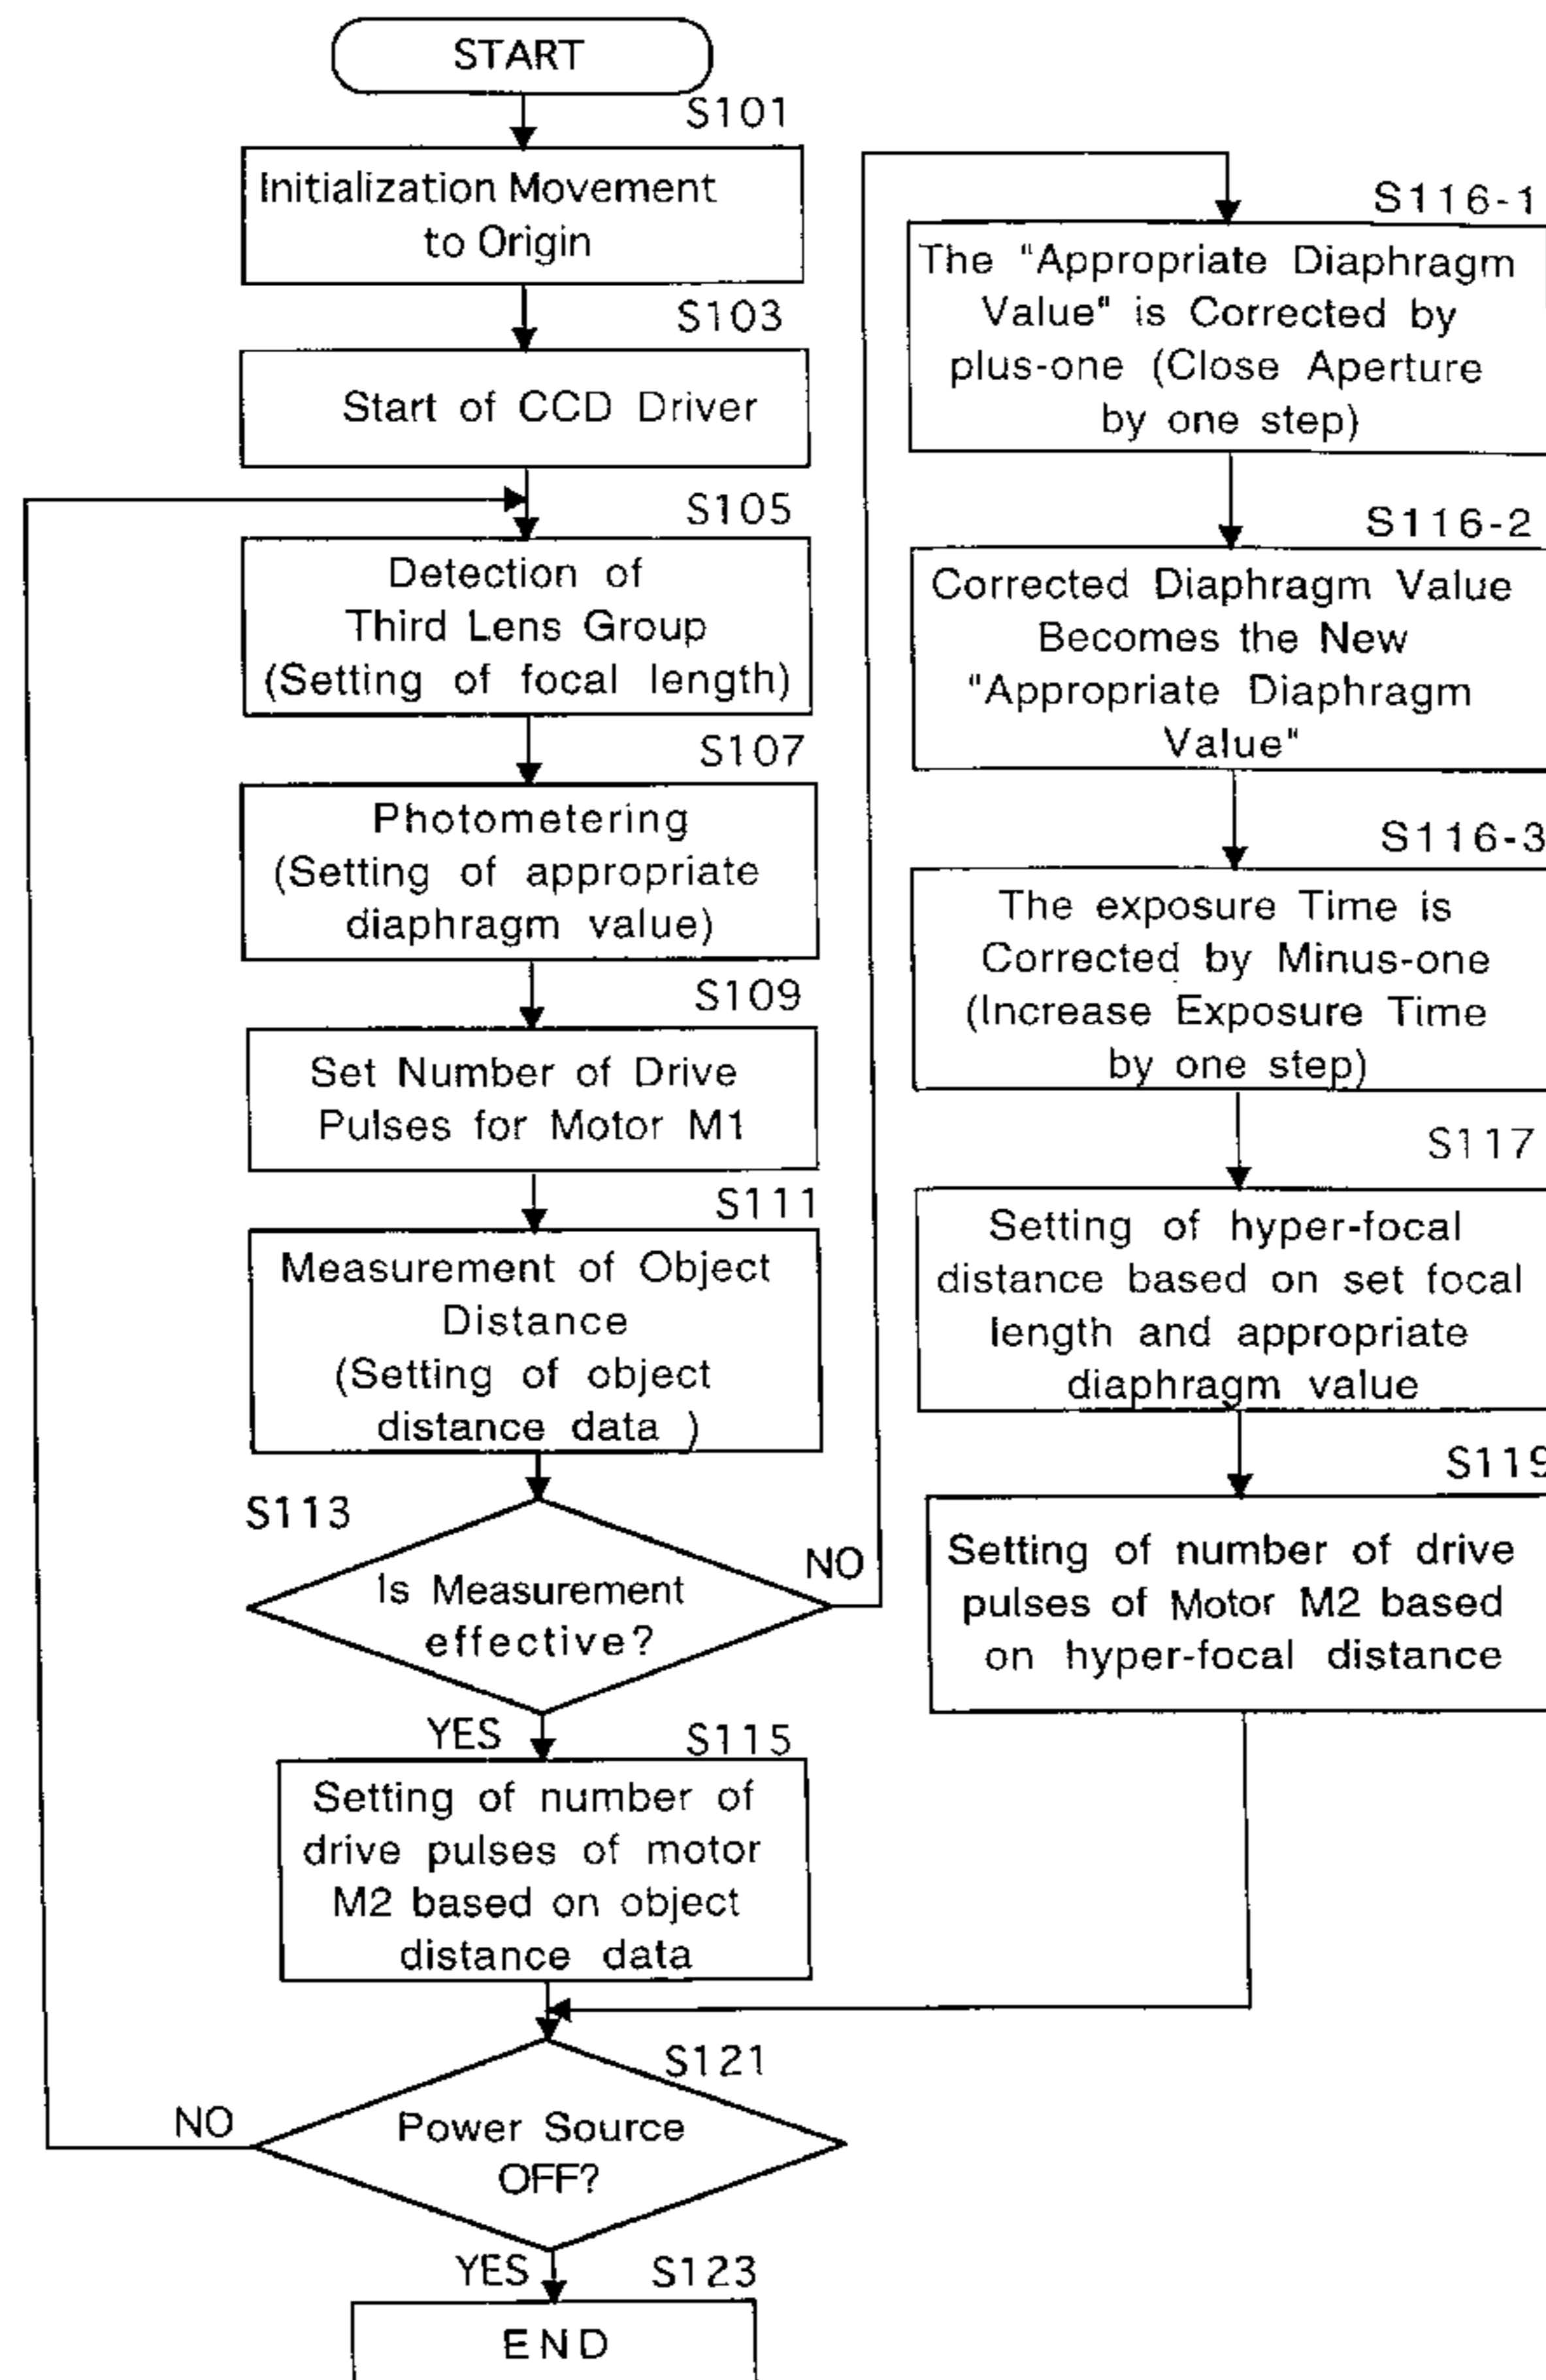 START
S101
Initialization Movement
to Origin
S103
Start of CCD Driver
S105
Detection of
Third Lens Group
(Setting of focal length)
S107
Photometering
(Setting of appropriate
diaphragm value)
S109
Set Number of Drive
Pulses for Motor M1
S111
Measurement of Object
Distance
(Setting of object
distance data )
S113
Is Measurement
effective?
NO
YES
S115
Setting of number of
drive pulses of motor
M2 based on object
distance data
S121
Power Source
OFF?
NO
YES
S123
END
S116-1
The "Appropriate Diaphragm
Value" is Corrected by
plus-one (Close Aperture
by one step)
S116-2
Corrected Diaphragm Value
Becomes the New
"Appropriate Diaphragm
Value"
S116-3
The exposure Time is
Corrected by Minus-one
(Increase Exposure Time
by one step)
S117
Setting of hyper-focal
distance based on set focal
length and appropriate
diaphragm value
S119
Setting of number of drive
pulses of Motor M2 based
on hyper-focal distance